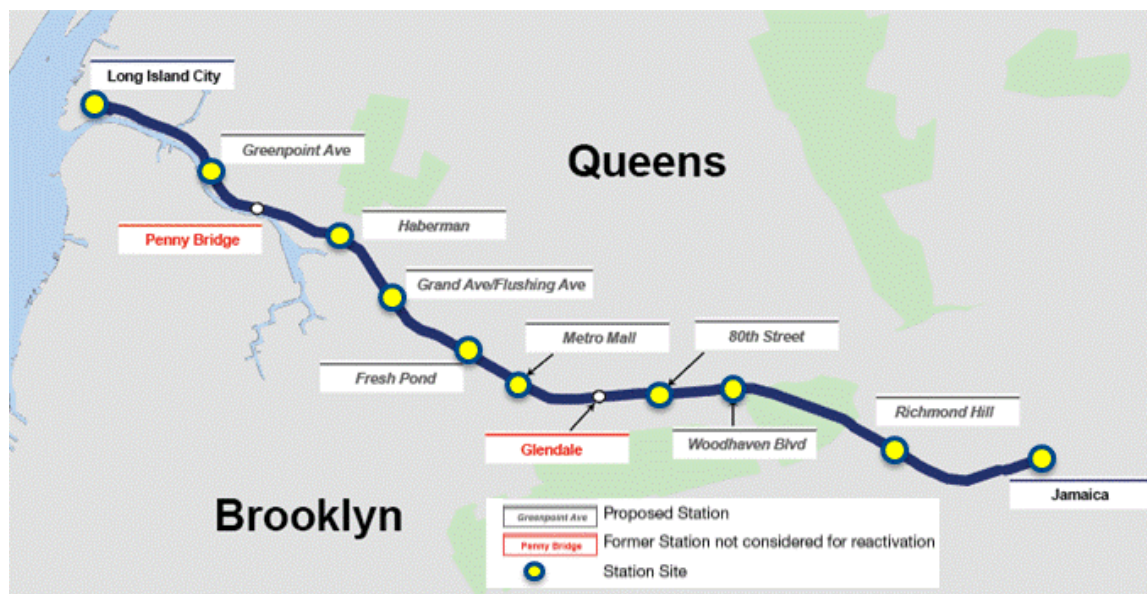 Long Island City
Greenpoint Ave
Queens
Penny Bridge
Haberman
Grand Ave/Flushing Ave
Metro Mall
80th Street
Fresh Pond
Richmond Hill
Glendale
Woodhaven Blvd
Jamaica
Brooklyn
Greenpoint Ave Proposed Station
Penny Bridge Former Station not considered for reactivation
Station Site